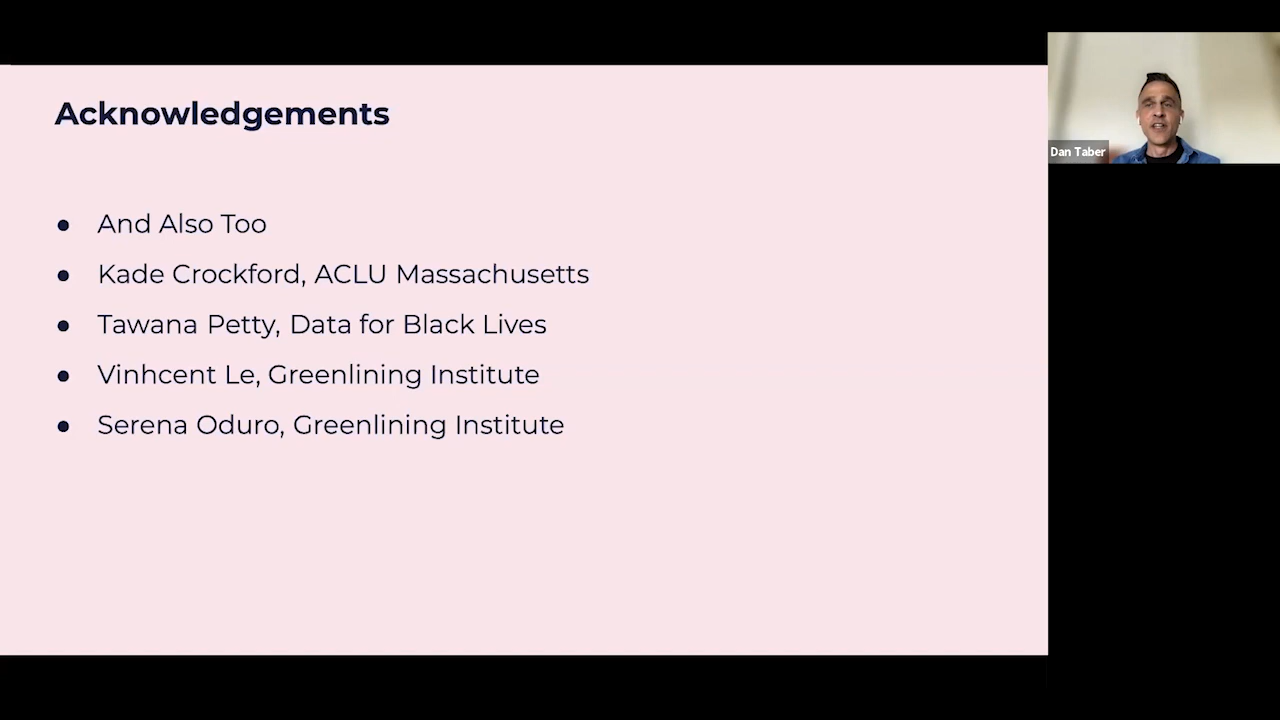 Acknowledgements
● And Also Too
● Kade Crockford, ACLU Massachusetts
● Tawana Petty, Data for Black Lives
● Vinhcent Le, Greenlining Institute
● Serena Oduro, Greenlining Institute
Dan Taber